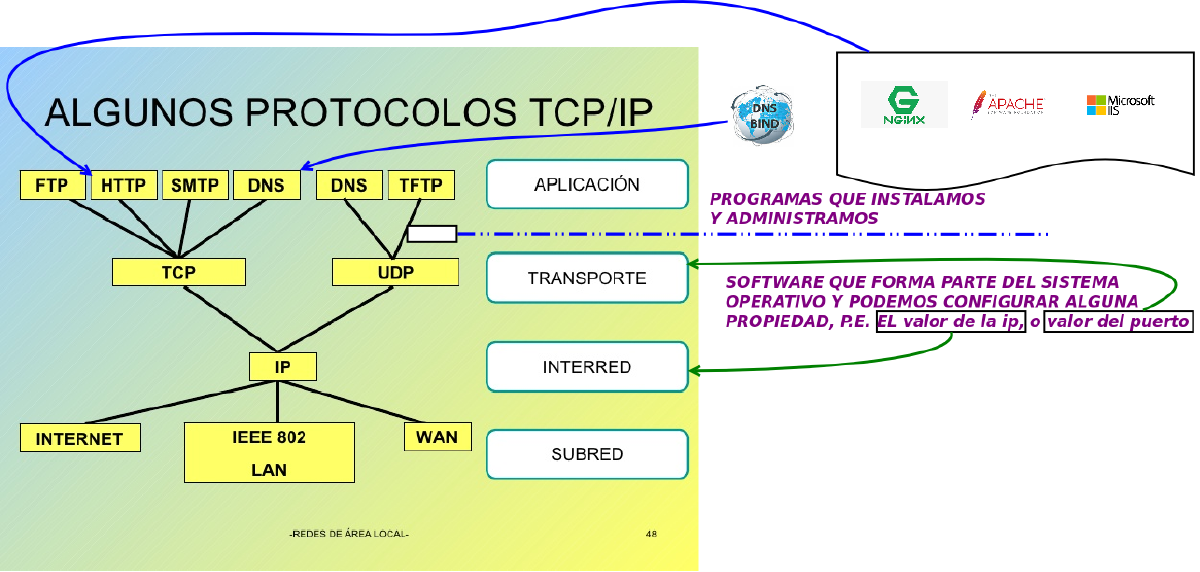 ALGUNOS PROTOCOLOS TCP/IP
FTP
HTTP
SMTP
DNS
DNS
TFTP
TCP
UDP
IP
INTERNET
IEEE 802
LAN
WAN
APLICACIÓN
TRANSPORTE
INTERRED
SUBRED
-REDES DE ÁREA LOCAL-
48
DNS
BIND
NGINX
THE
APACHE
Microsoft
IIS
PROGRAMAS QUE INSTALAMOS
Y ADMINISTRAMOS
SOFTWARE QUE FORMA PARTE DEL SISTEMA
OPERATIVO Y PODEMOS CONFIGURAR ALGUNA
PROPIEDAD, P.E. EL valor de la ip, o valor del puerto